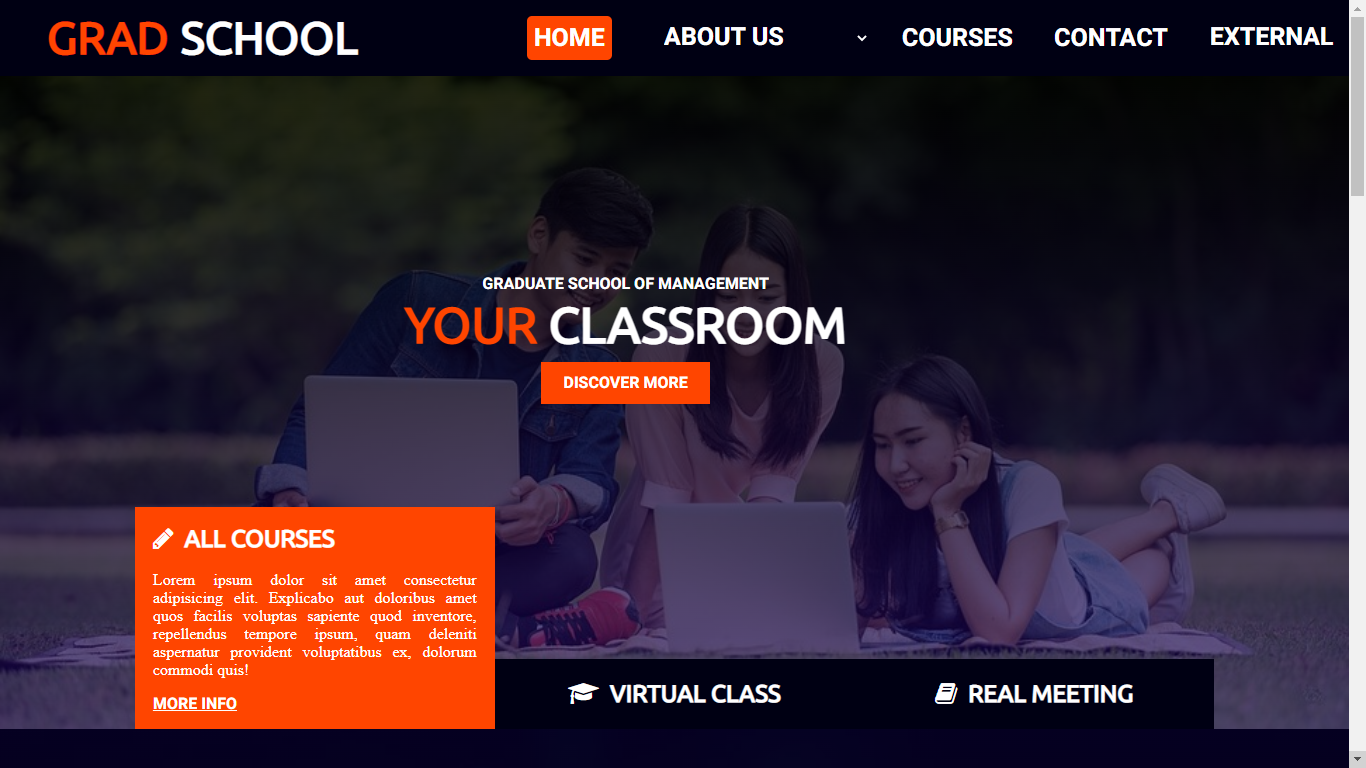 GRAD SCHOOL
HOME
ABOUT US
COURSES
CONTACT
EXTERNAL
GRADUATE SCHOOL OF MANAGEMENT
YOUR CLASSROOM
DISCOVER MORE
ALL COURSES
Lorem ipsum dolor sit amet consectetur
adipisicing elit. Explicabo aut doloribus amet
quos facilis voluptas sapiente quod inventore,
repellendus tempore ipsum, quam deleniti
aspernatur provident voluptatibus ex, dolorum
commodi quis!
MORE INFO
VIRTUAL CLASS
REAL MEETING